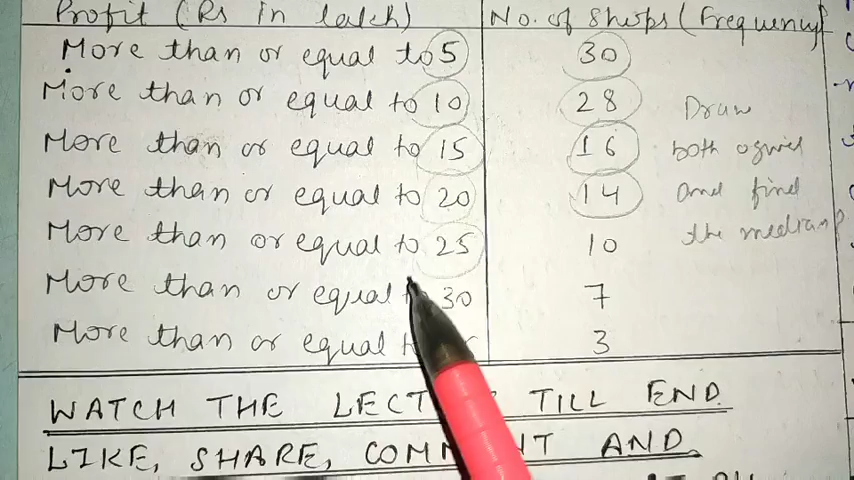 Profit (Rs in latch) No. of Shops (Frequency)
More than or equal to 5 30
More than or equal to 10 28
More than or equal to 15 16
More than or equal to 20 14
More than or equal to 25 10
More than or equal 30 7
More than or equal 3
Draw
both ogives
and find
the median?
WATCH THE LECT TILL END
LIKE, SHARE, COMM AND